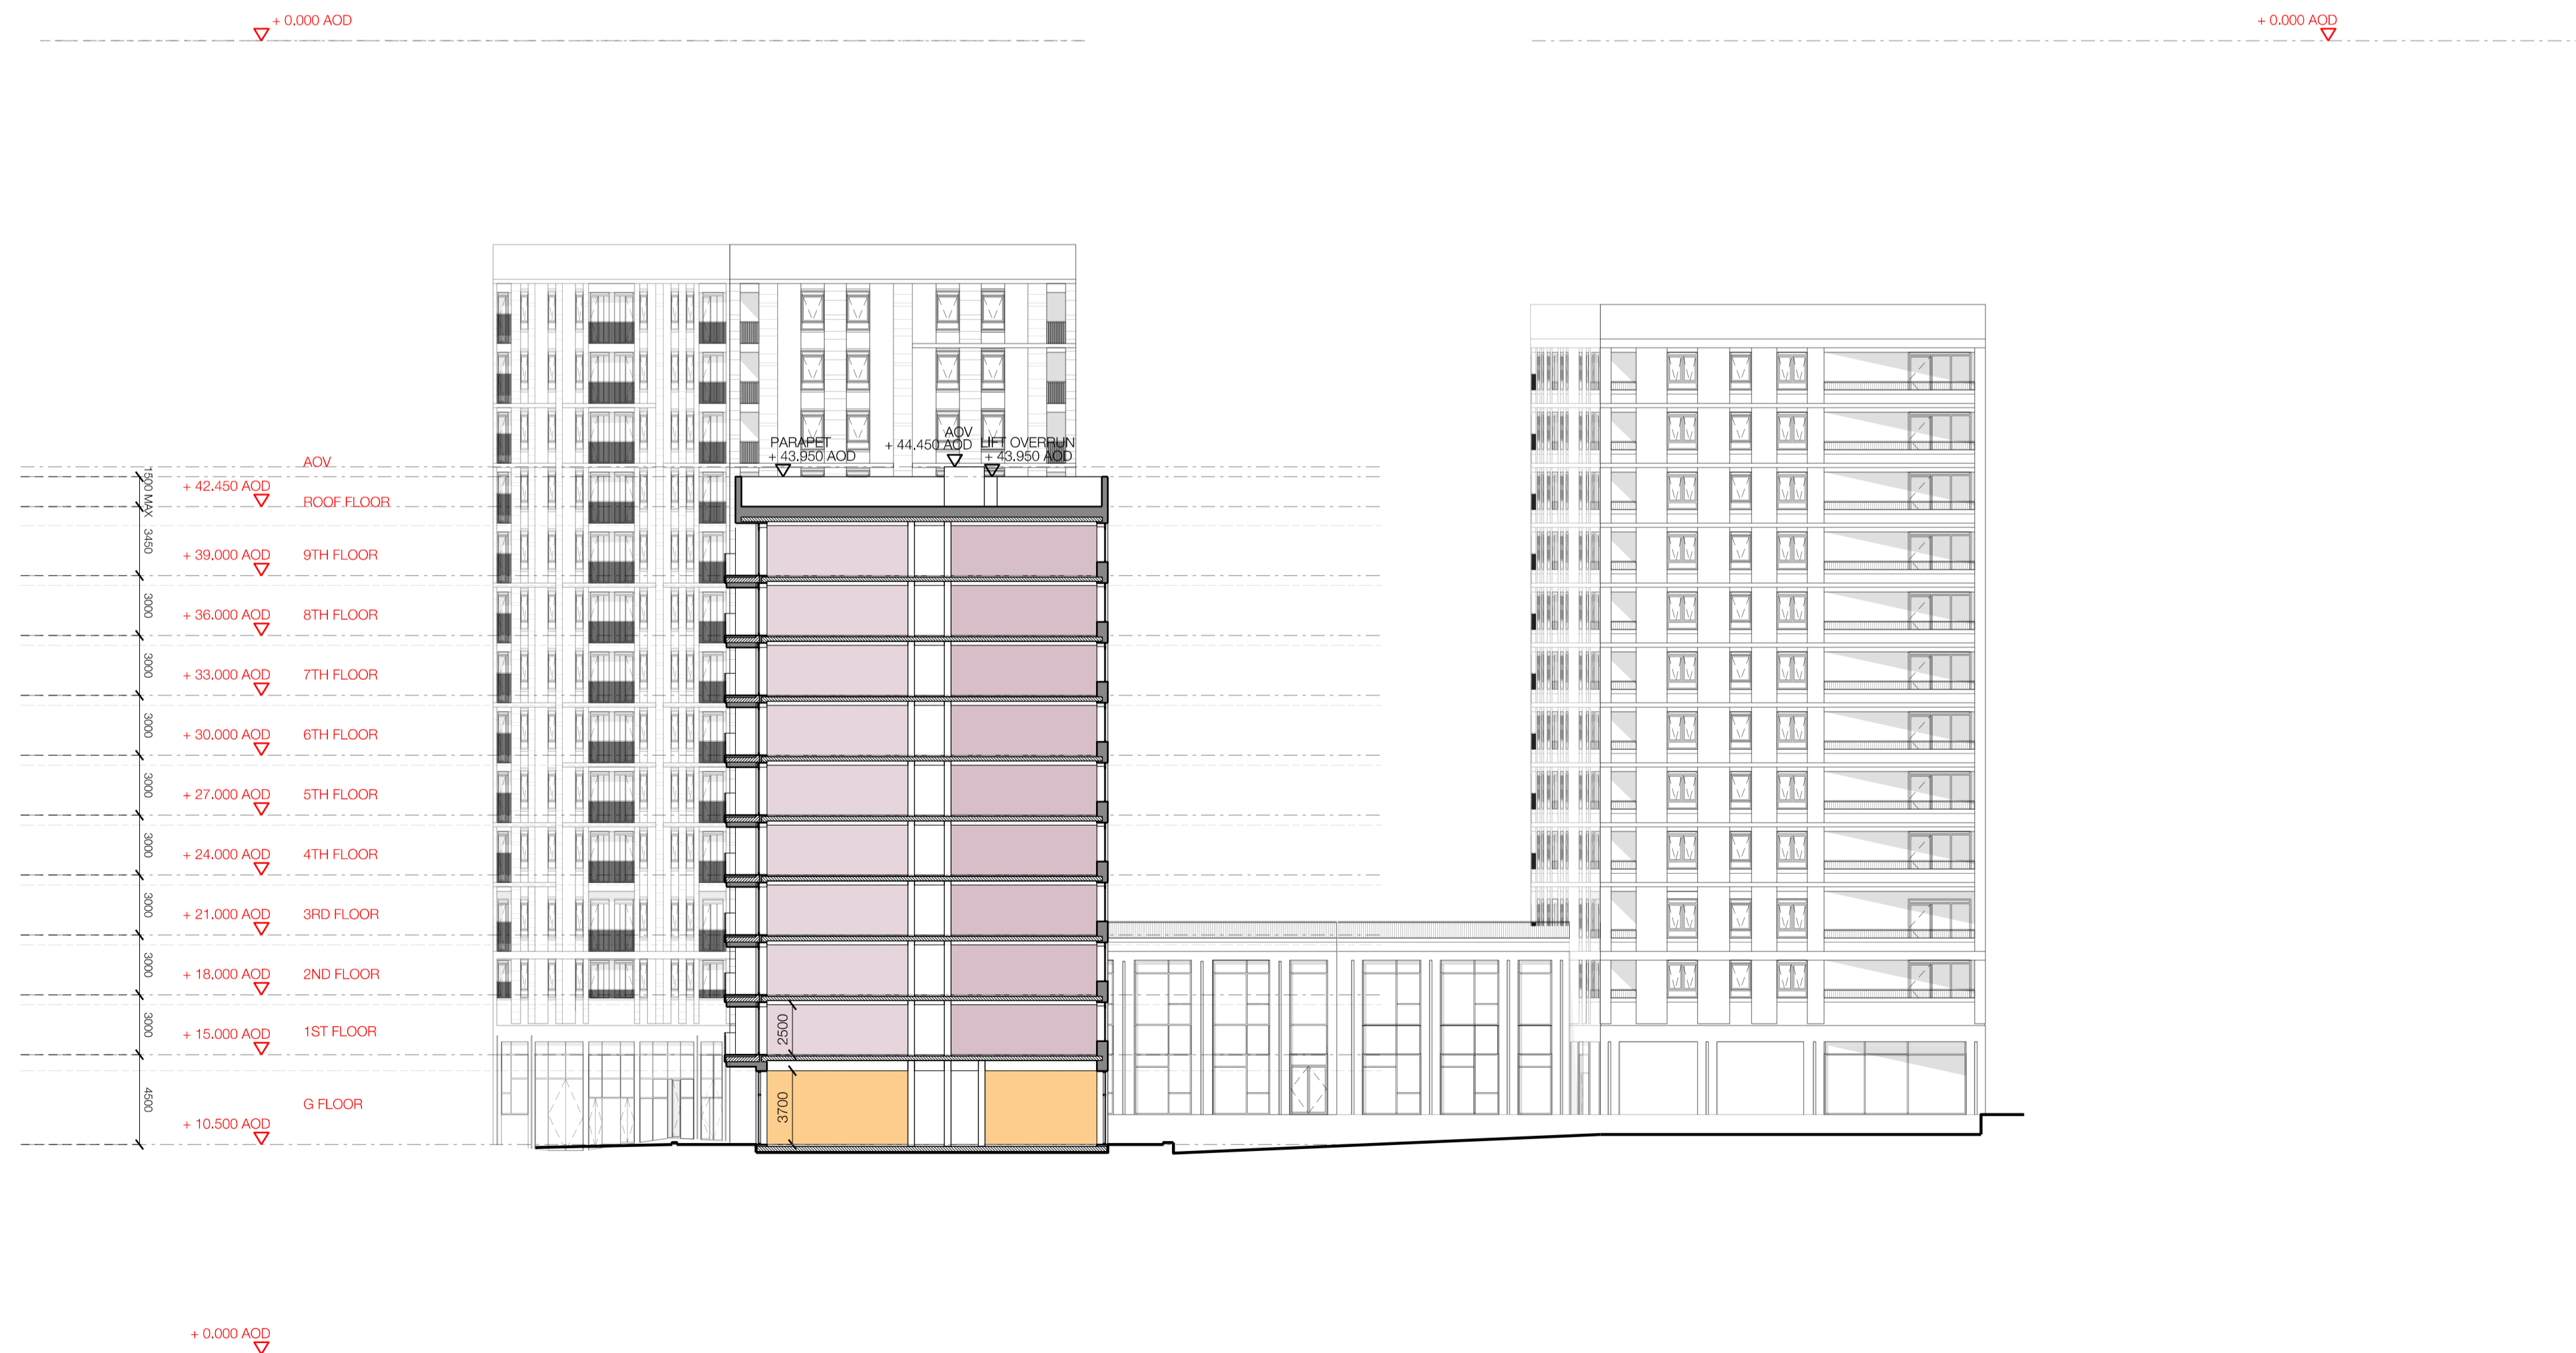 + 0.000 AOD
+ 0.000 AOD
AOV
PARAPET
+ 44.450 AOD
LIFT OVERRUN
+ 43.950 AOD
+ 43.950 AOD
AOV
1500 MAX
+ 42.450 AOD
ROOF FLOOR
3450
+ 39.000 AOD
9TH FLOOR
3000
+ 36.000 AOD
8TH FLOOR
3000
+ 33.000 AOD
7TH FLOOR
3000
+ 30.000 AOD
6TH FLOOR
3000
+ 27.000 AOD
5TH FLOOR
3000
+ 24.000 AOD
4TH FLOOR
3000
+ 21.000 AOD
3RD FLOOR
3000
+ 18.000 AOD
2ND FLOOR
3000
+ 15.000 AOD
1ST FLOOR
2500
4500
G FLOOR
3700
+ 10.500 AOD
+ 0.000 AOD